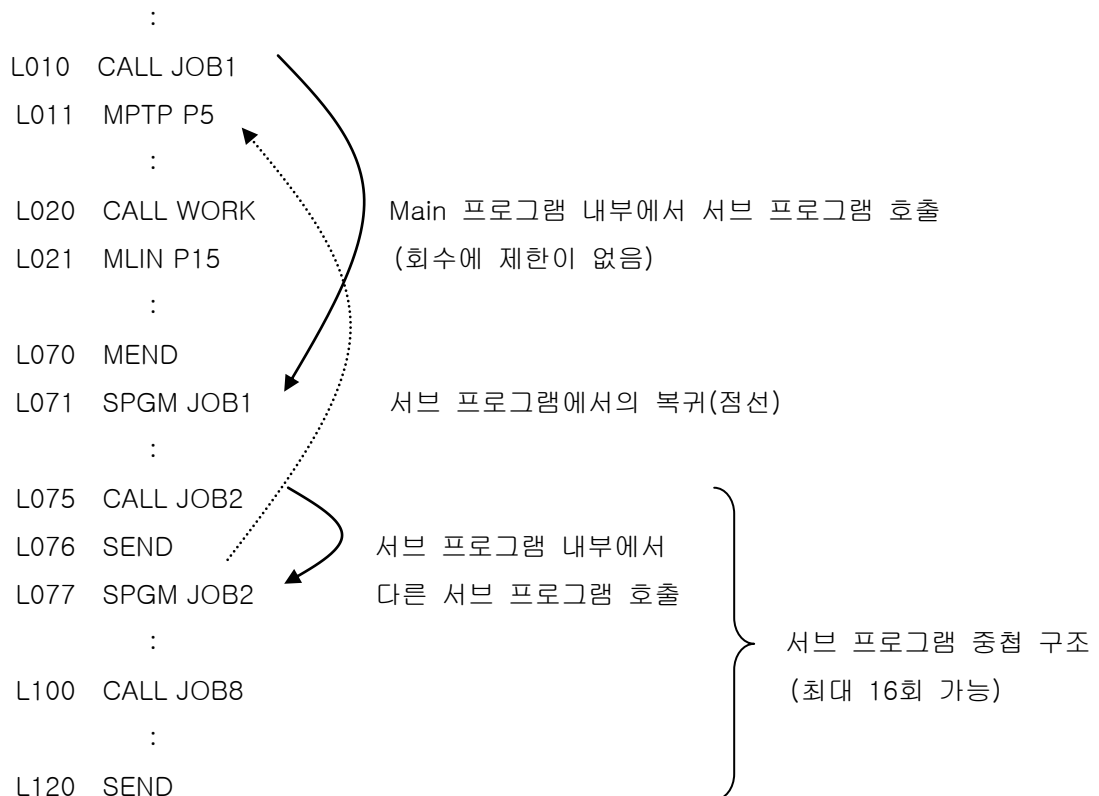 :
L010 CALL JOB1
L011 MPTP P5
:
L020 CALL WORK Main 프로그램 내부에서 서브 프로그램 호출
L021 MLIN P15 (회수에 제한이 없음)
:
L070 MEND
L071 SPGM JOB1 서브 프로그램에서의 복귀(점선)
:
L075 CALL JOB2
L076 SEND 서브 프로그램 내부에서
L077 SPGM JOB2 다른 서브 프로그램 호출
: 서브 프로그램 중첩 구조
L100 CALL JOB8 (최대 16회 가능)
:
L120 SEND